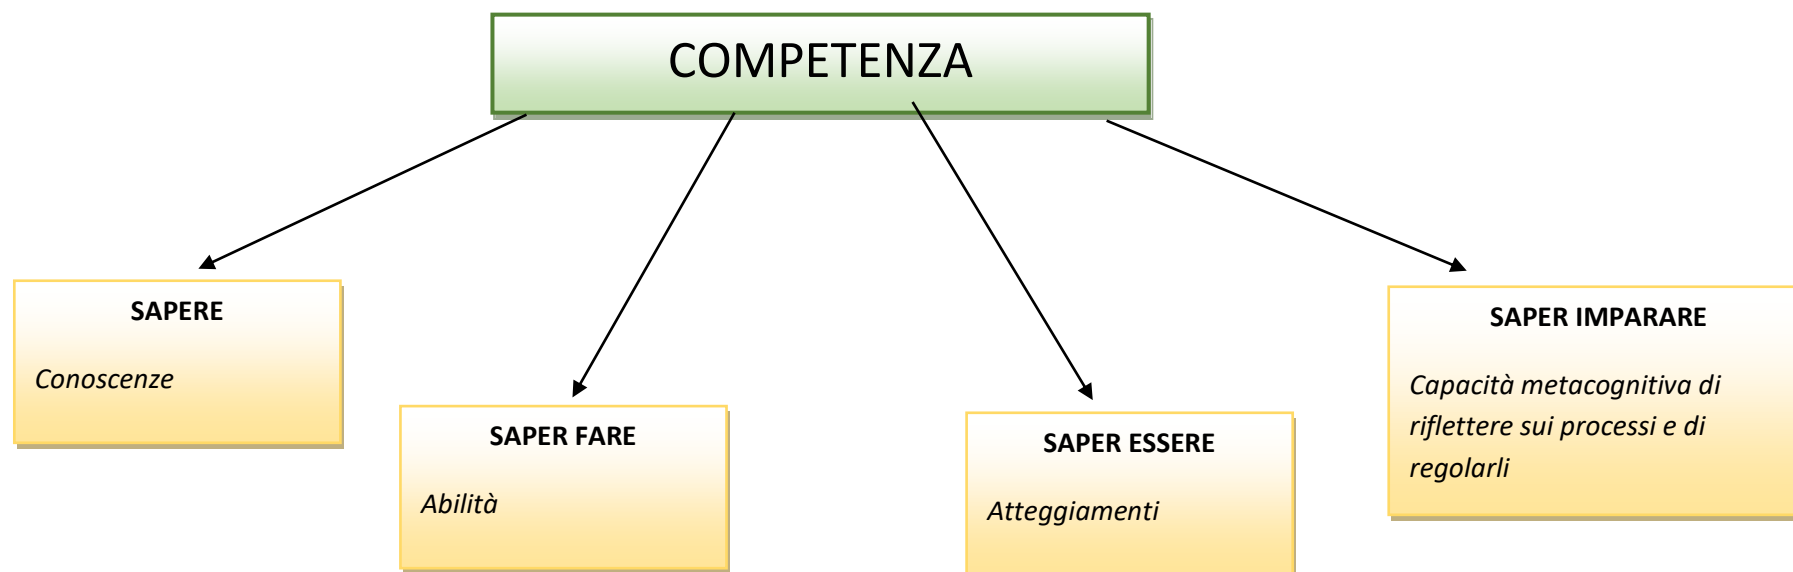 COMPETENZA
SAPERE
Conoscenze
SAPER FARE
Abilità
SAPER ESSERE
Atteggiamenti
SAPER IMPARARE
Capacità metacognitiva di
riflettere sui processi e di
regolarli